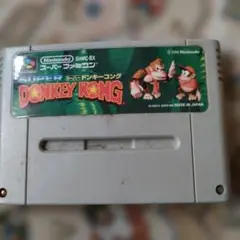 Nintendo SHVC-8X
スーパーファミコン
SUPER スーパードンキーコング
DONKEY KONG
Nintendo
MADE IN JAPAN